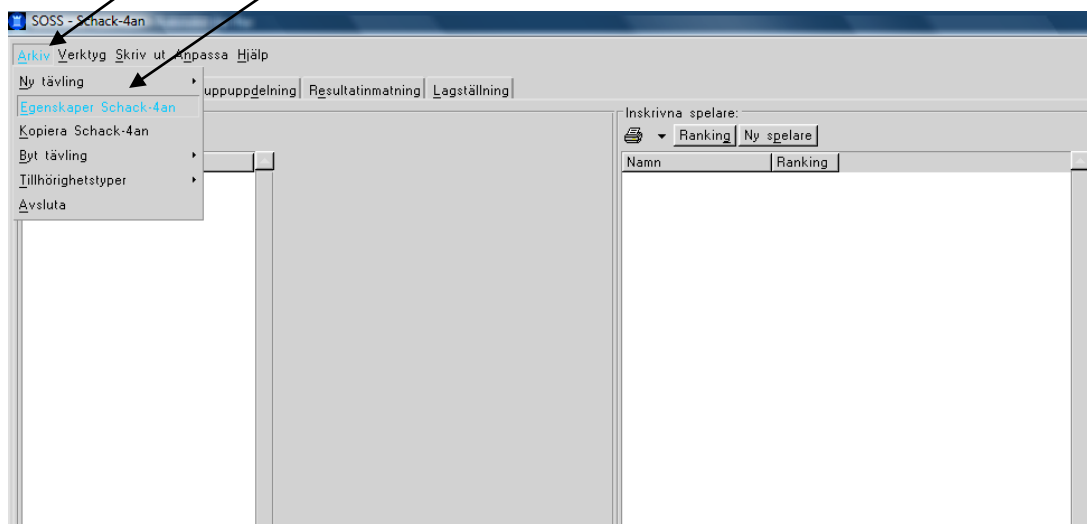 SOSS - Schack-4an
Arkiv Verktyg Skriv ut Anpassa Hjälp
Ny tävling
uppuppdelning Resultatinmatning Lagställning
Egenskaper Schack-4an
Kopiera Schack-4an
Byt tävling
Tillhörighetstyper
Avsluta
Inskrivna spelare:
Ranking Ny spelare
Namn Ranking